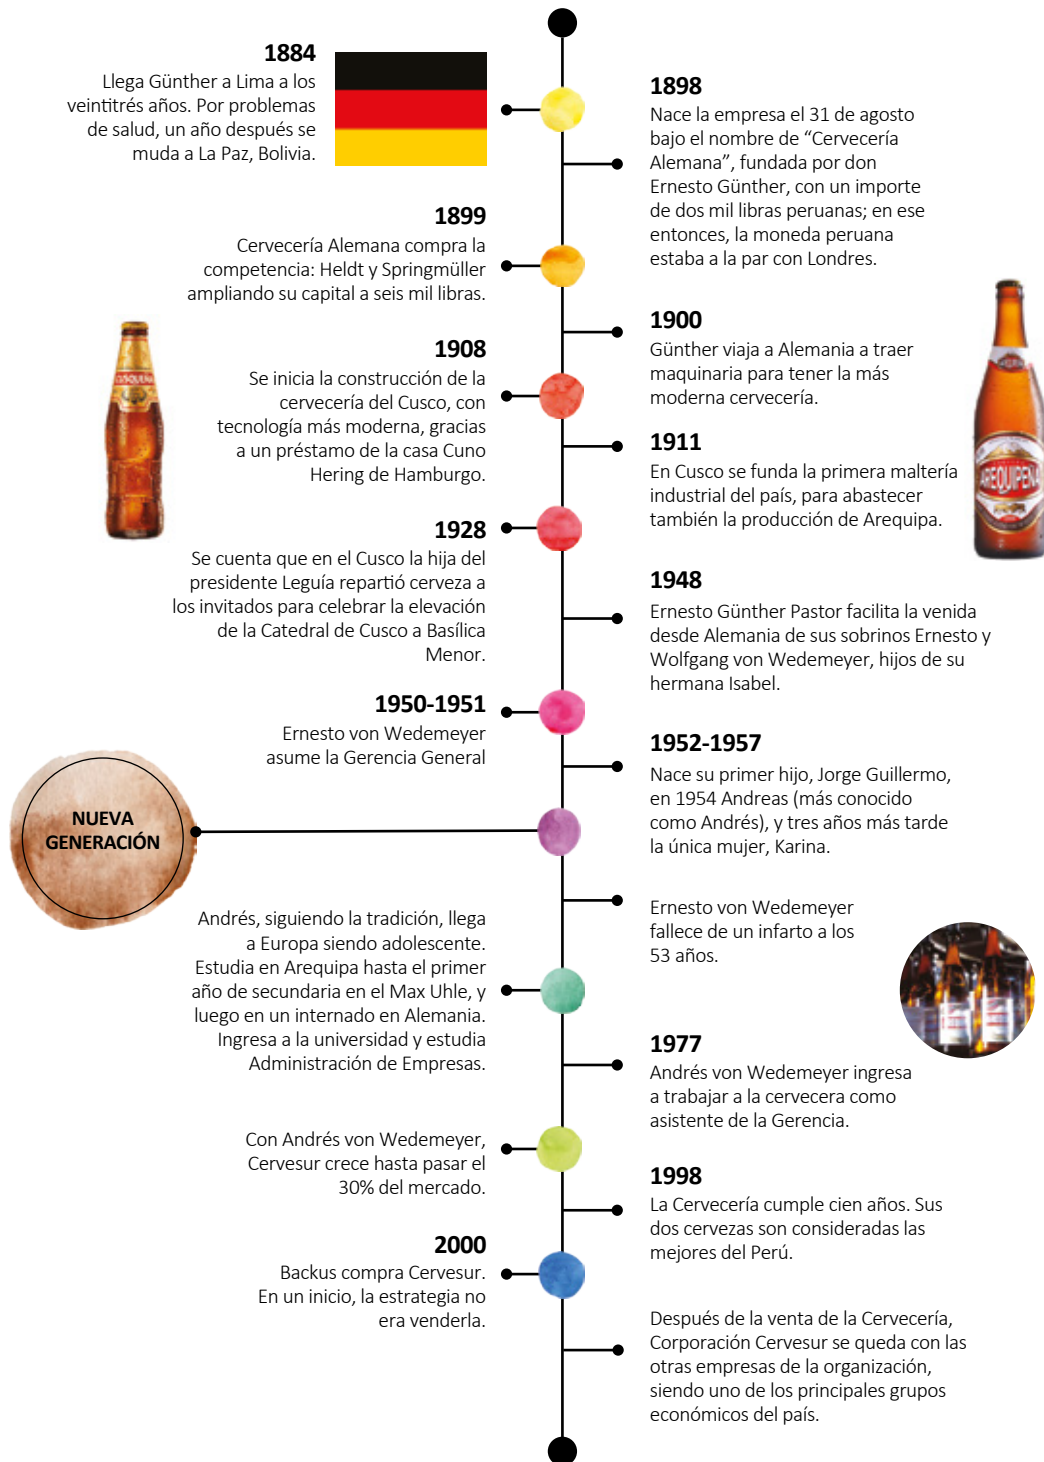 1884
Llega Günther a Lima a los
veintitrés años. Por problemas
de salud, un año después se
muda a La Paz, Bolivia.
1898
Nace la empresa el 31 de agosto
bajo el nombre de “Cervecería
Alemana”, fundada por don
Ernesto Günther, con un importe
de dos mil libras peruanas; en ese
entonces, la moneda peruana
estaba a la par con Londres.
1899
Cervecería Alemana compra la
competencia: Heldt y Springmüller
ampliando su capital a seis mil libras.
1900
Günther viaja a Alemania a traer
maquinaria para tener la más
moderna cervecería.
1908
Se inicia la construcción de la
cervecería del Cusco, con
tecnología más moderna, gracias
a un préstamo de la casa Cuno
Hering de Hamburgo.
CUSQUEÑA
1911
En Cusco se funda la primera maltería
industrial del país, para abastecer
también la producción de Arequipa.
AREQUIPEÑA
1928
Se cuenta que en el Cusco la hija del
presidente Leguía repartió cerveza a
los invitados para celebrar la elevación
de la Catedral de Cusco a Basílica
Menor.
1948
Ernesto Günther Pastor facilita la venida
desde Alemania de sus sobrinos Ernesto y
Wolfgang von Wedemeyer, hijos de su
hermana Isabel.
1950-1951
Ernesto von Wedemeyer
asume la Gerencia General
1952-1957
Nace su primer hijo, Jorge Guillermo,
en 1954 Andreas (más conocido
como Andrés), y tres años más tarde
la única mujer, Karina.
NUEVA
GENERACIÓN
Ernesto von Wedemeyer
fallece de un infarto a los
53 años.
Andrés, siguiendo la tradición, llega
a Europa siendo adolescente.
Estudia en Arequipa hasta el primer
año de secundaria en el Max Uhle, y
luego en un internado en Alemania.
Ingresa a la universidad y estudia
Administración de Empresas.
1977
Andrés von Wedemeyer ingresa
a trabajar a la cervecera como
asistente de la Gerencia.
Con Andrés von Wedemeyer,
Cervesur crece hasta pasar el
30% del mercado.
1998
La Cervecería cumple cien años. Sus
dos cervezas son consideradas las
mejores del Perú.
2000
Backus compra Cervesur.
En un inicio, la estrategia no
era venderla.
Después de la venta de la Cervecería,
Corporación Cervesur se queda con las
otras empresas de la organización,
siendo uno de los principales grupos
económicos del país.